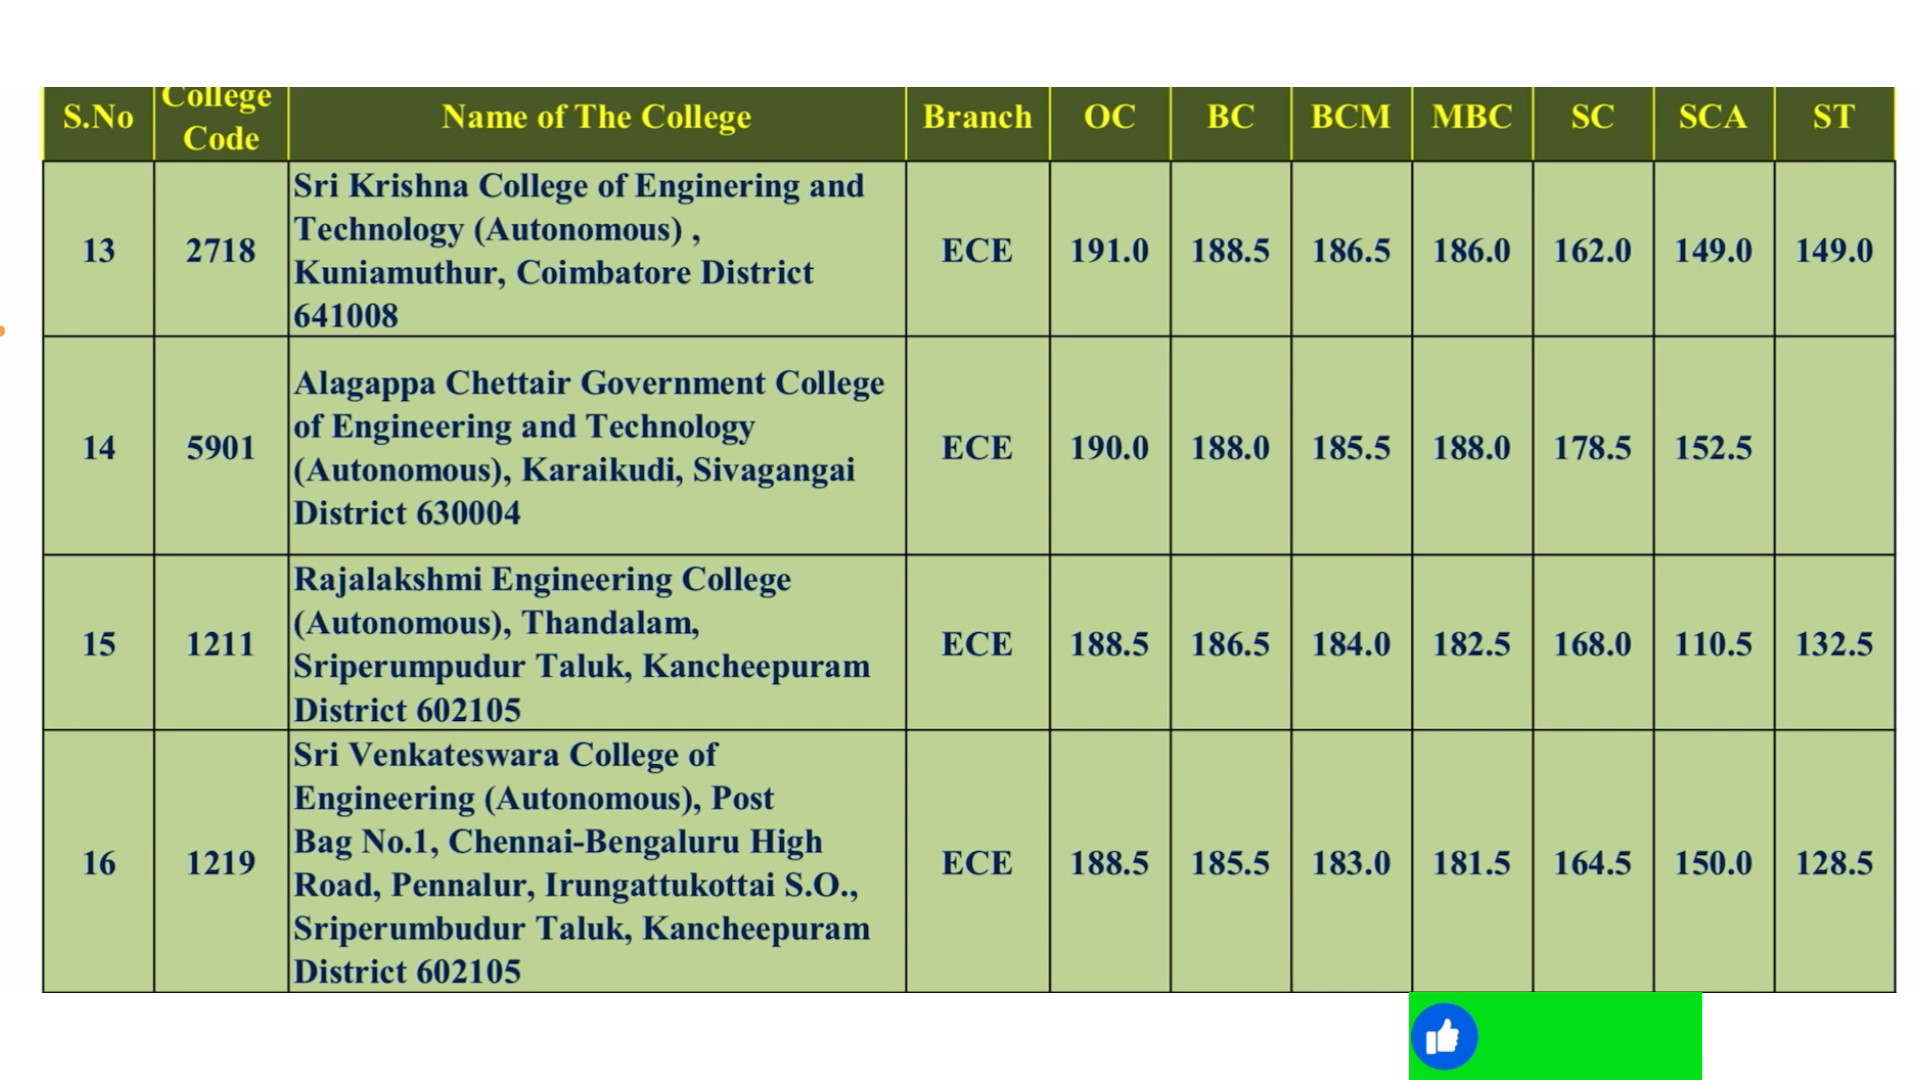 S.No College Code Name of The College Branch OC BC BCM MBC SC SCA ST
Sri Krishna College of Enginering and
Technology (Autonomous) ,
13 2718 ECE 191.0 188.5 186.5 186.0 162.0 149.0 149.0
Kuniamuthur, Coimbatore District
641008
Alagappa Chettair Government College
of Engineering and Technology
14 5901 ECE 190.0 188.0 185.5 188.0 178.5 152.5
(Autonomous), Karaikudi, Sivagangai
District 630004
Rajalakshmi Engineering College
(Autonomous), Thandalam,
15 1211 ECE 188.5 186.5 184.0 182.5 168.0 110.5 132.5
Sriperumpudur Taluk, Kancheepuram
District 602105
Sri Venkateswara College of
Engineering (Autonomous), Post
Bag No.1, Chennai-Bengaluru High
16 1219 ECE 188.5 185.5 183.0 181.5 164.5 150.0 128.5
Road, Pennalur, Irungattukottai S.O.,
Sriperumbudur Taluk, Kancheepuram
District 602105